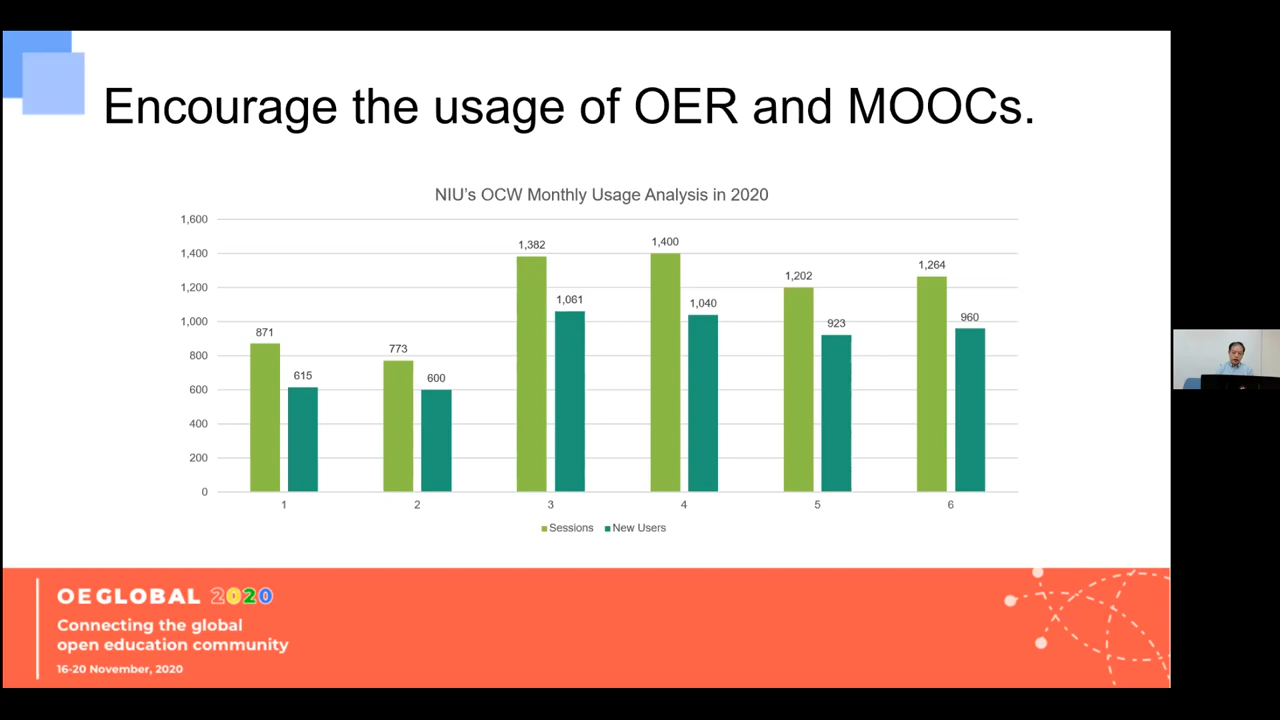 Encourage the usage of OER and MOOCs.
NIU's OCW Monthly Usage Analysis in 2020
1,600
1,400
1,200
1,000
800
600
400
200
0
871
615
773
600
1,382
1,061
1,400
1,040
1,202
923
1,264
960
1 2 3 4 5 6
Sessions New Users
OEGLOBAL 2020
Connecting the global
open education community
16-20 November, 2020